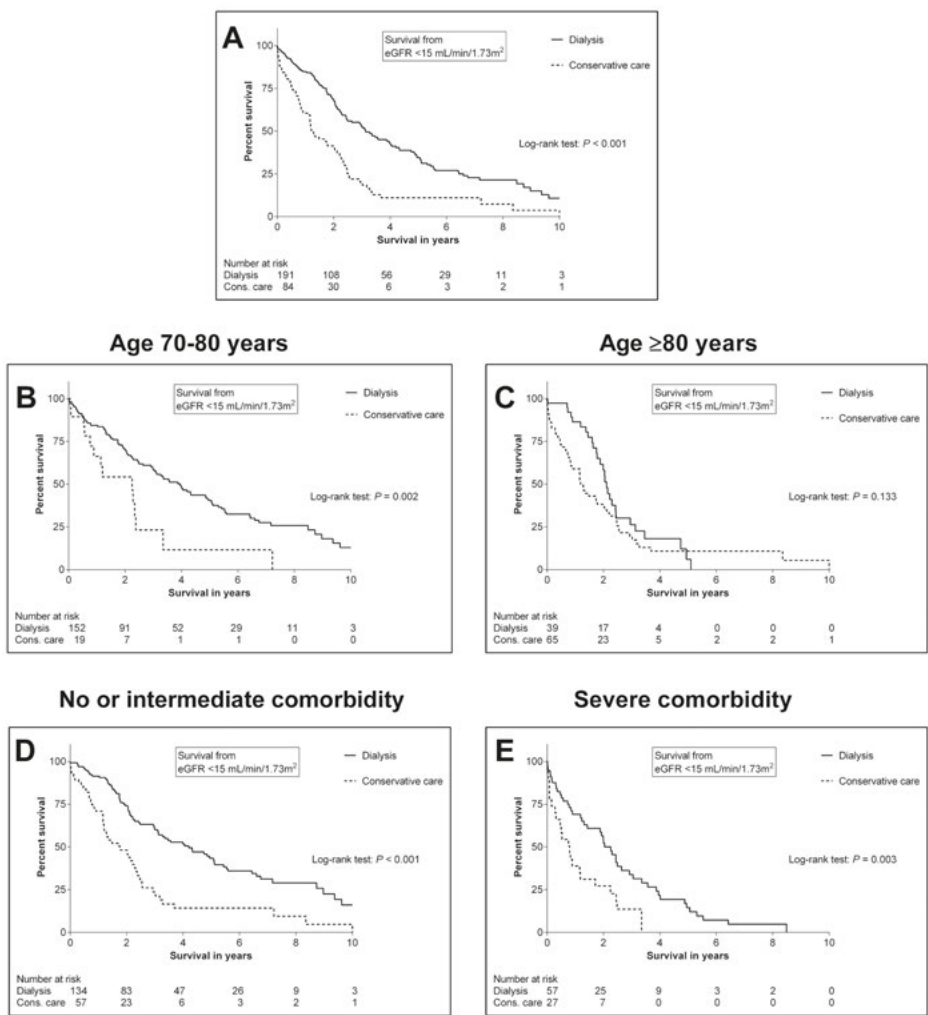 A
Survival from
eGFR <15 mL/min/1.73m²
Dialysis
Conservative care
Log-rank test: P < 0.001
Percent survival
100
75
50
25
0
0 2 4 6 8 10
Survival in years
Number at risk
Dialysis 191 108 56 29 11 3
Cons. care 84 30 6 3 2 1
Age 70-80 years
B
Survival from
eGFR <15 mL/min/1.73m²
Dialysis
Conservative care
Log-rank test: P = 0.002
Percent survival
100
75
50
25
0
0 2 4 6 8 10
Survival in years
Number at risk
Dialysis 152 91 52 29 11 3
Cons. care 19 7 1 1 0 0
Age ≥80 years
C
Survival from
eGFR <15 mL/min/1.73m²
Dialysis
Conservative care
Log-rank test: P = 0.133
Percent survival
100
75
50
25
0
0 2 4 6 8 10
Survival in years
Number at risk
Dialysis 39 17 4 0 0 0
Cons. care 65 23 5 2 2 1
No or intermediate comorbidity
D
Survival from
eGFR <15 mL/min/1.73m²
Dialysis
Conservative care
Log-rank test: P < 0.001
Percent survival
100
75
50
25
0
0 2 4 6 8 10
Survival in years
Number at risk
Dialysis 134 83 47 26 9 3
Cons. care 57 23 6 3 2 1
Severe comorbidity
E
Survival from
eGFR <15 mL/min/1.73m²
Dialysis
Conservative care
Log-rank test: P = 0.003
Percent survival
100
75
50
25
0
0 2 4 6 8 10
Survival in years
Number at risk
Dialysis 57 25 9 3 2 0
Cons. care 27 7 0 0 0 0